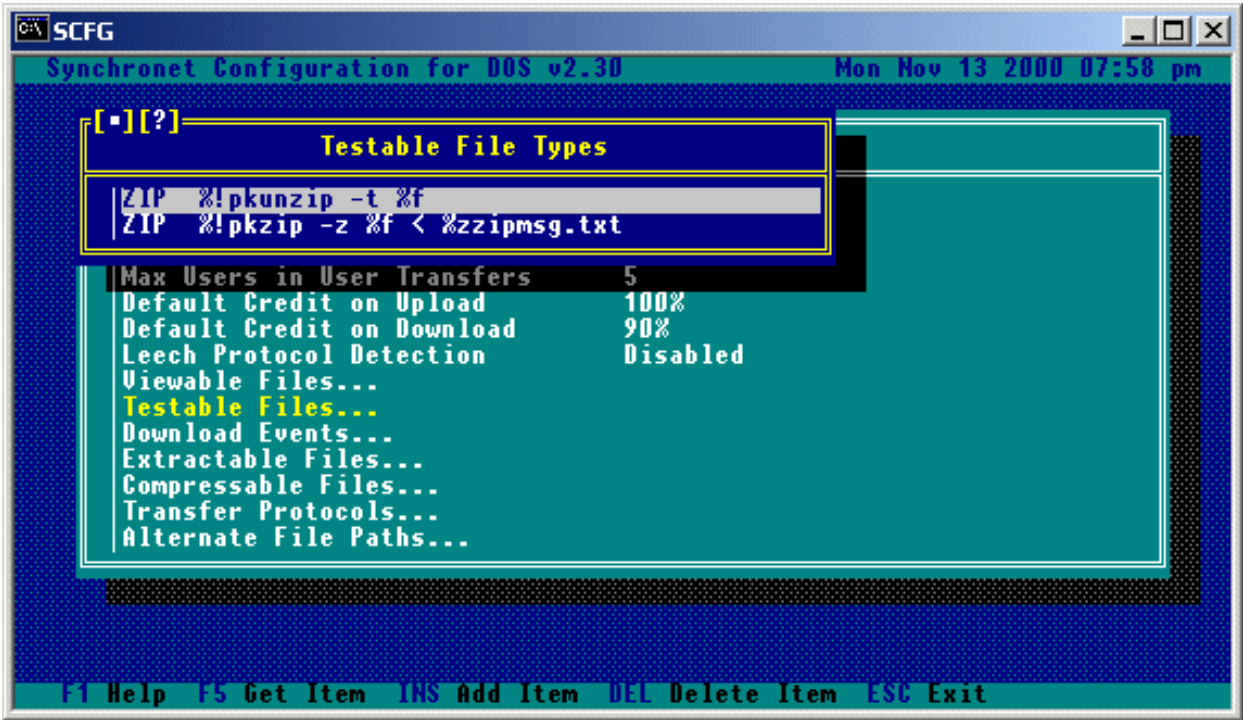 SCFG
Synchronet Configuration for DOS v2.30 Mon Nov 13 2000 07:58 pm
[▪][?]
Testable File Types
ZIP %!pkunzip -t %f
ZIP %!pkzip -z %f < %zzipmsg.txt
Max Users in User Transfers 5
Default Credit on Upload 100%
Default Credit on Download 90%
Leech Protocol Detection Disabled
Viewable Files...
Testable Files...
Download Events...
Extractable Files...
Compressable Files...
Transfer Protocols...
Alternate File Paths...
F1 Help F5 Get Item INS Add Item DEL Delete Item ESC Exit